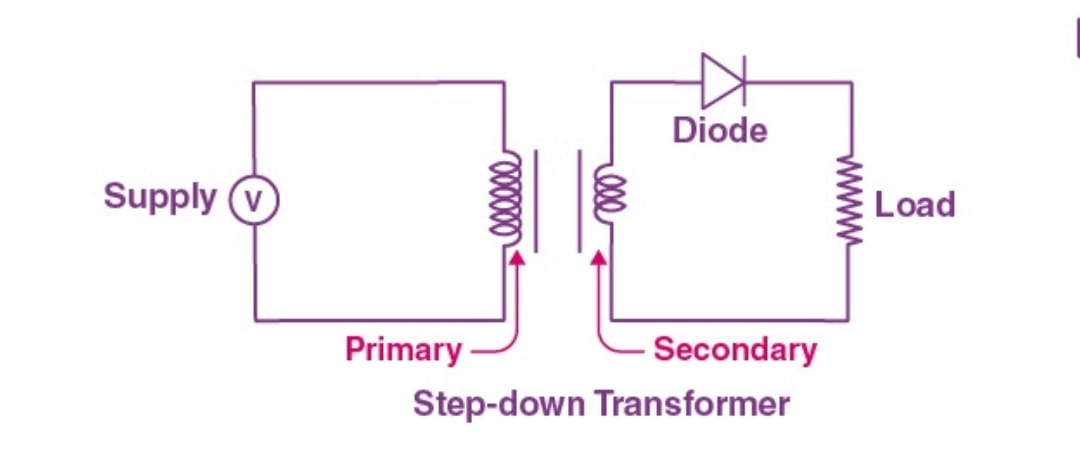 Diode
Supply
V
Load
Primary
Secondary
Step-down Transformer